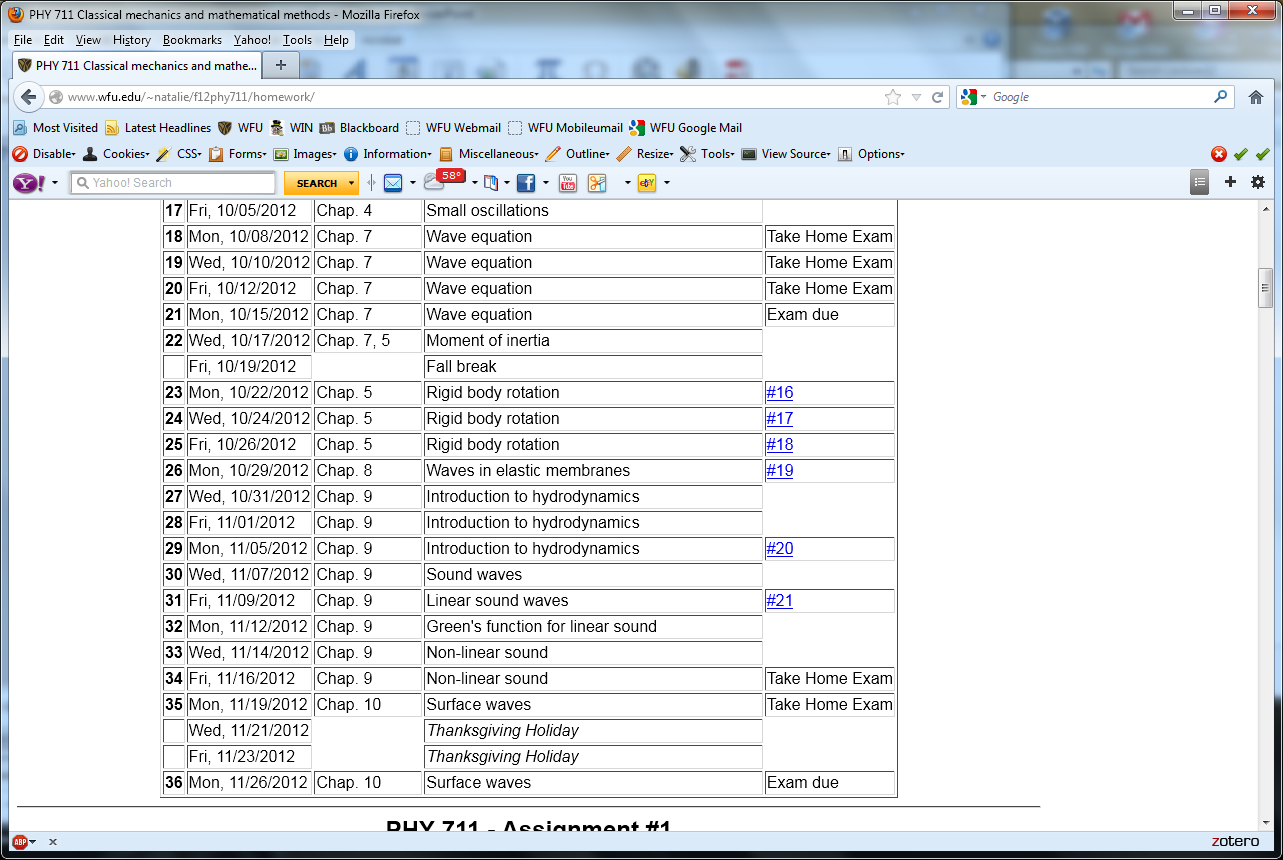 PHY 711 Classical mechanics and mathematical methods - Mozilla Firefox
File Edit View History Bookmarks Yahoo! Tools Help
PHY 711 Classical mechanics and mathe... +
www.wfu.edu/~natalie/f12phy711/homework/ Google
Most Visited Latest Headlines WFU WIN Bb Blackboard WFU Webmail WFU Mobileumail WFU Google Mail
Disable Cookies CSS Forms Images Information Miscellaneous Outline Resize Tools View Source Options
Y! Yahoo! Search SEARCH 58° You Tube ebY
17 Fri, 10/05/2012 Chap. 4 Small oscillations
18 Mon, 10/08/2012 Chap. 7 Wave equation Take Home Exam
19 Wed, 10/10/2012 Chap. 7 Wave equation Take Home Exam
20 Fri, 10/12/2012 Chap. 7 Wave equation Take Home Exam
21 Mon, 10/15/2012 Chap. 7 Wave equation Exam due
22 Wed, 10/17/2012 Chap. 7, 5 Moment of inertia
Fri, 10/19/2012 Fall break
23 Mon, 10/22/2012 Chap. 5 Rigid body rotation #16
24 Wed, 10/24/2012 Chap. 5 Rigid body rotation #17
25 Fri, 10/26/2012 Chap. 5 Rigid body rotation #18
26 Mon, 10/29/2012 Chap. 8 Waves in elastic membranes #19
27 Wed, 10/31/2012 Chap. 9 Introduction to hydrodynamics
28 Fri, 11/01/2012 Chap. 9 Introduction to hydrodynamics
29 Mon, 11/05/2012 Chap. 9 Introduction to hydrodynamics #20
30 Wed, 11/07/2012 Chap. 9 Sound waves
31 Fri, 11/09/2012 Chap. 9 Linear sound waves #21
32 Mon, 11/12/2012 Chap. 9 Green's function for linear sound
33 Wed, 11/14/2012 Chap. 9 Non-linear sound
34 Fri, 11/16/2012 Chap. 9 Non-linear sound Take Home Exam
35 Mon, 11/19/2012 Chap. 10 Surface waves Take Home Exam
Wed, 11/21/2012 Thanksgiving Holiday
Fri, 11/23/2012 Thanksgiving Holiday
36 Mon, 11/26/2012 Chap. 10 Surface waves Exam due
PHY 711 - Assignment #1
ABP x zotero